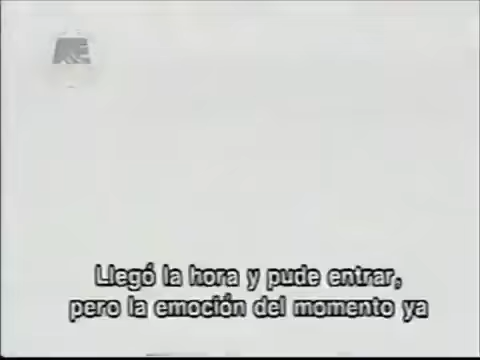 A&E
Llegó la hora y pude entrar,
pero la emoción del momento ya